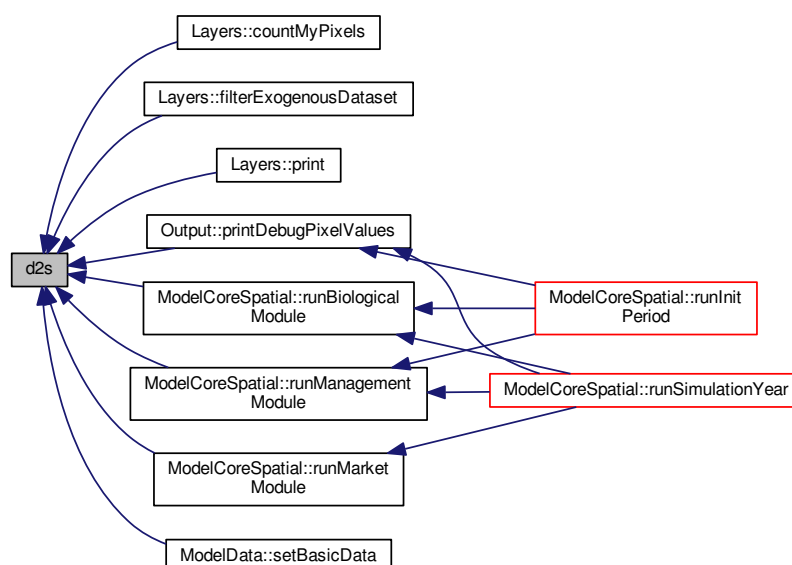 Layers::countMyPixels
Layers::filterExogenousDataset
Layers::print
Output::printDebugPixelValues
d2s
ModelCoreSpatial::runBiological
Module
ModelCoreSpatial::runInit
Period
ModelCoreSpatial::runManagement
Module
ModelCoreSpatial::runSimulationYear
ModelCoreSpatial::runMarket
Module
ModelData::setBasicData